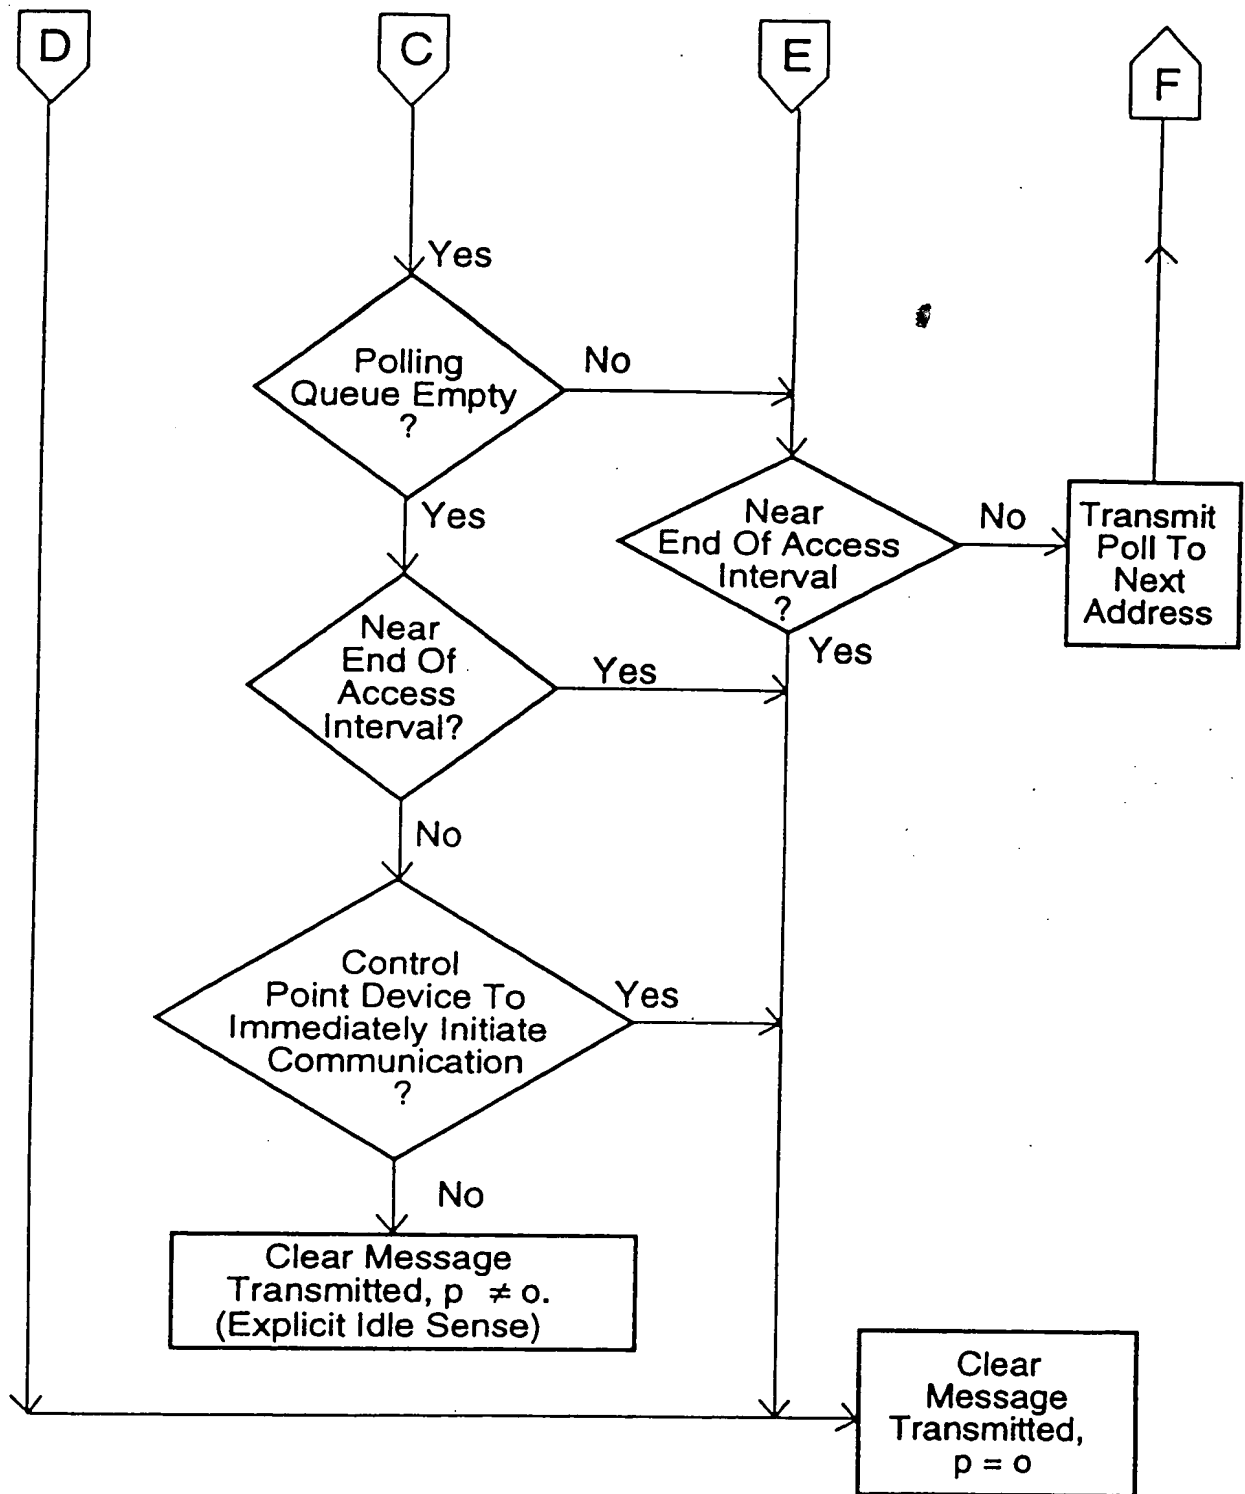 D
C
E
F
Yes
Polling
Queue Empty
?
No
Yes
Near
End Of Access
Interval
?
No
Transmit
Poll To
Next
Address
Yes
Near
End Of
Access
Interval?
Yes
No
Control
Point Device To
Immediately Initiate
Communication
?
Yes
No
Clear Message
Transmitted, p ≠ o.
(Explicit Idle Sense)
Clear
Message
Transmitted,
p = o